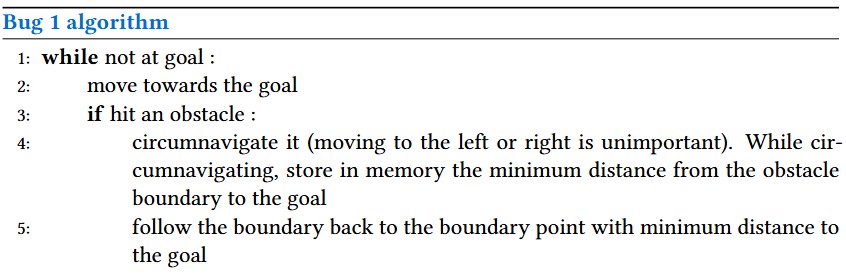 Bug 1 algorithm
1: while not at goal :
2: move towards the goal
3: if hit an obstacle :
4: circumnavigate it (moving to the left or right is unimportant). While cir-
cumnavigating, store in memory the minimum distance from the obstacle
boundary to the goal
5: follow the boundary back to the boundary point with minimum distance to
the goal